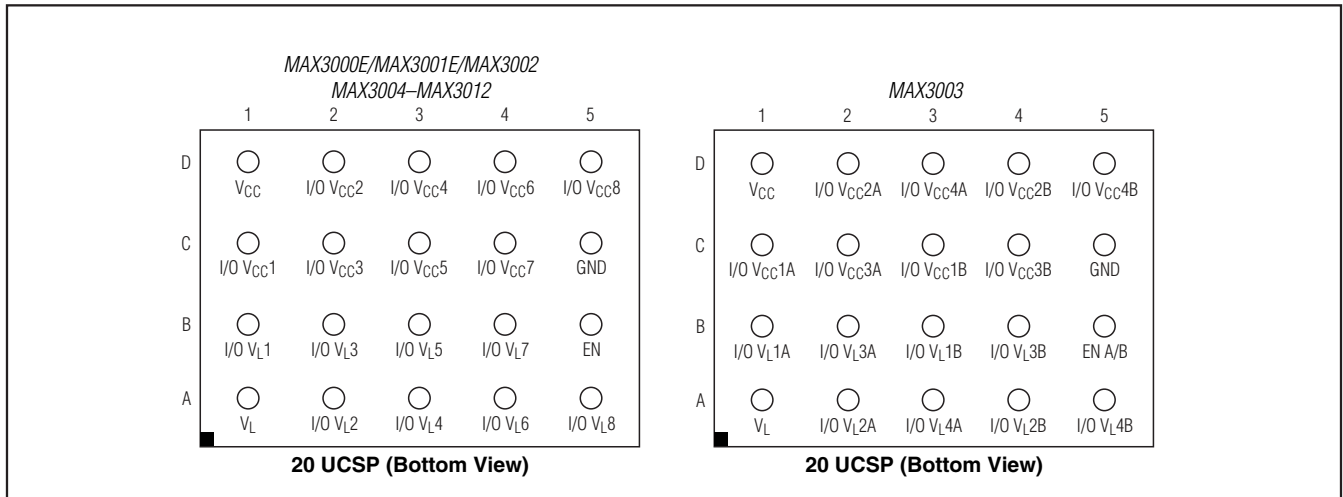 MAX3000E/MAX3001E/MAX3002
MAX3004–MAX3012
1 2 3 4 5
D
VCC I/O VCC2 I/O VCC4 I/O VCC6 I/O VCC8
C
I/O VCC1 I/O VCC3 I/O VCC5 I/O VCC7 GND
B
I/O VL1 I/O VL3 I/O VL5 I/O VL7 EN
A
VL I/O VL2 I/O VL4 I/O VL6 I/O VL8
20 UCSP (Bottom View)
MAX3003
1 2 3 4 5
D
VCC I/O VCC2A I/O VCC4A I/O VCC2B I/O VCC4B
C
I/O VCC1A I/O VCC3A I/O VCC1B I/O VCC3B GND
B
I/O VL1A I/O VL3A I/O VL1B I/O VL3B EN A/B
A
VL I/O VL2A I/O VL4A I/O VL2B I/O VL4B
20 UCSP (Bottom View)